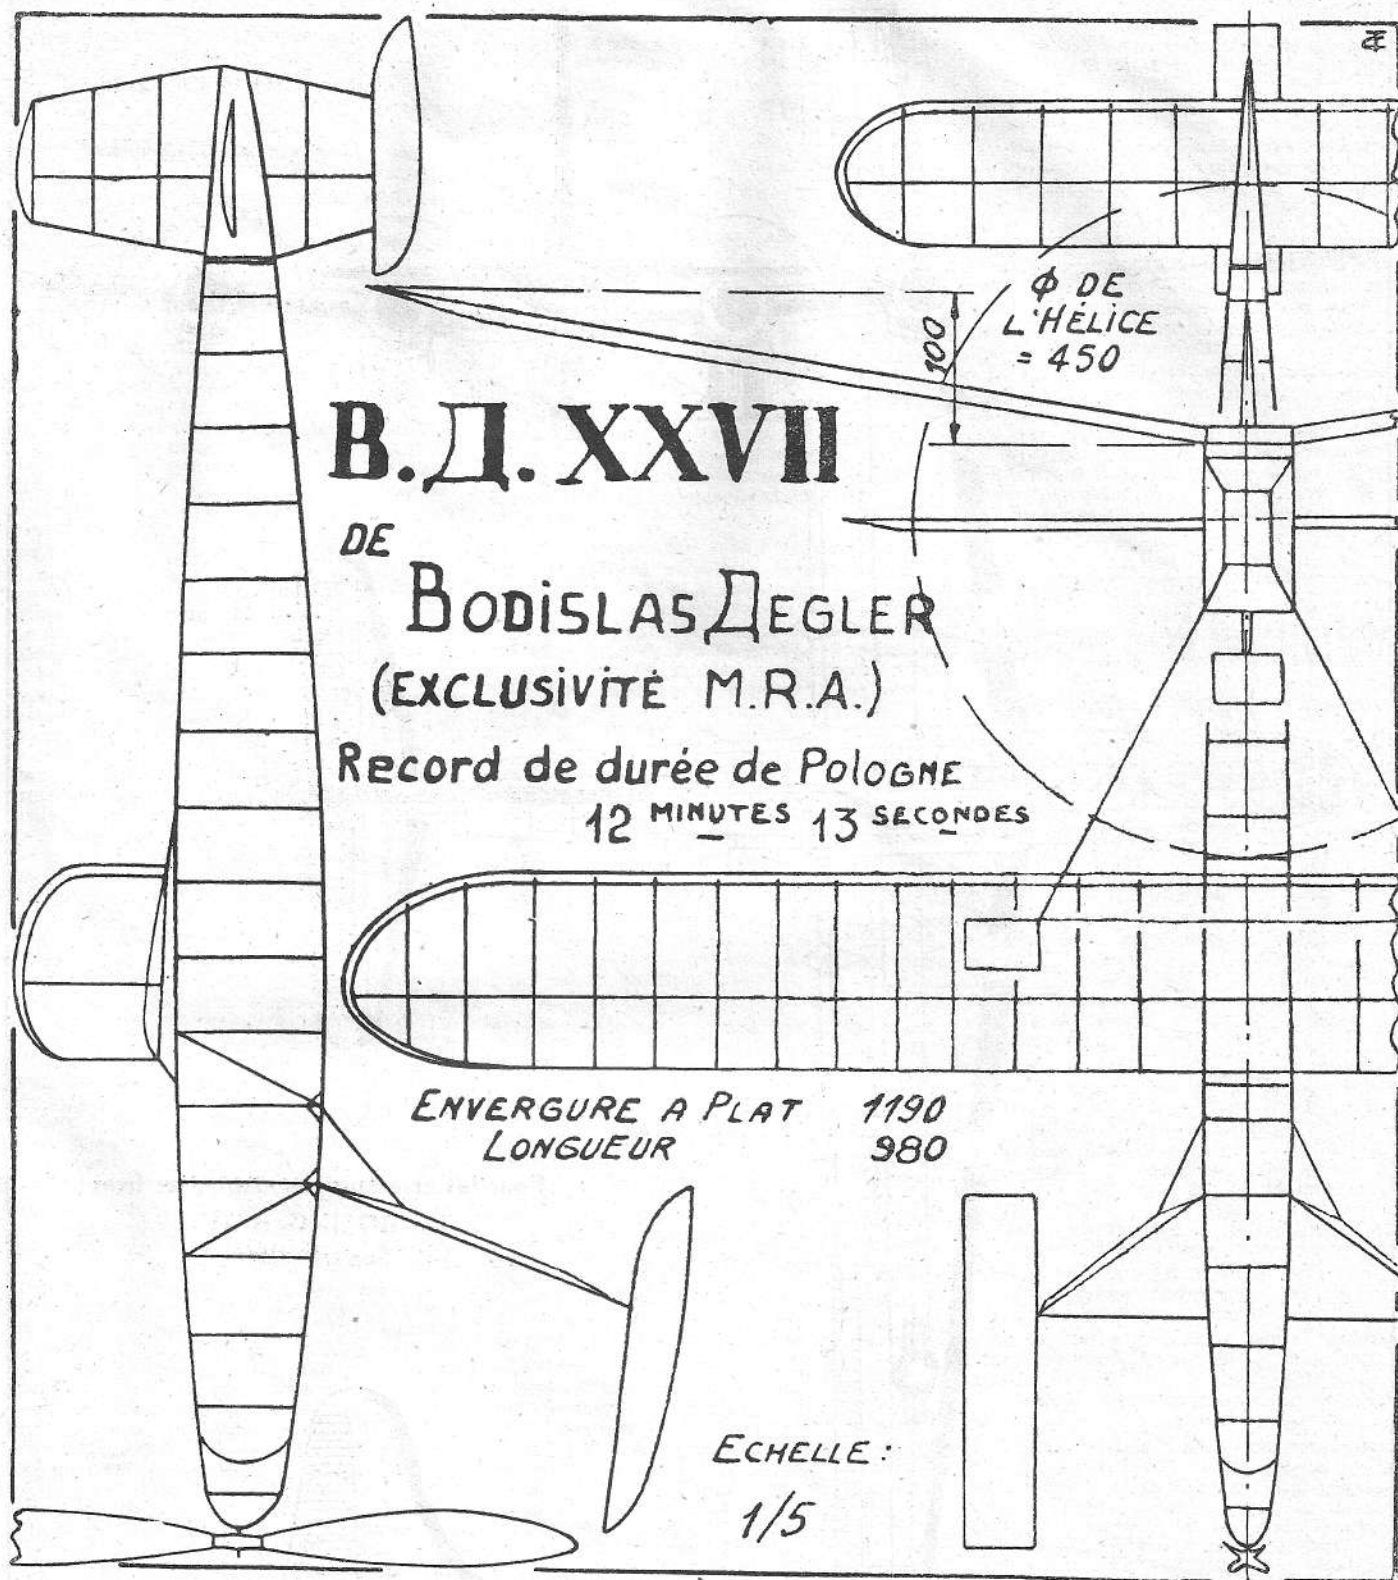 Φ DE
L'HÉLICE
= 450
100
В.Д. XXVII
DE
BODISLAS ДEGLER
(EXCLUSIVITÉ M.R.A.)
Record de durée de POLOGNE
12 MINUTES 13 SECONDES
ENVERGURE A PLAT 1190
LONGUEUR 980
ECHELLE :
1/5